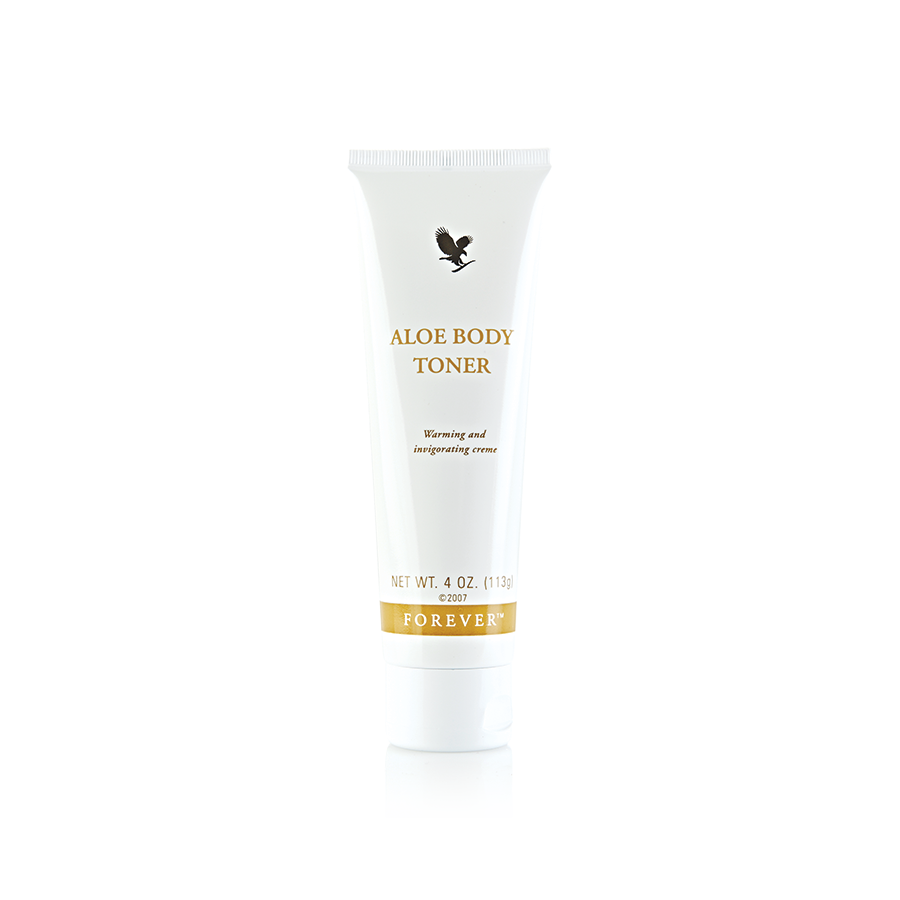 ALOE BODY
TONER
Warming and
invigorating creme
NET WT. 4 OZ. (113g)
©2007
FOREVER™